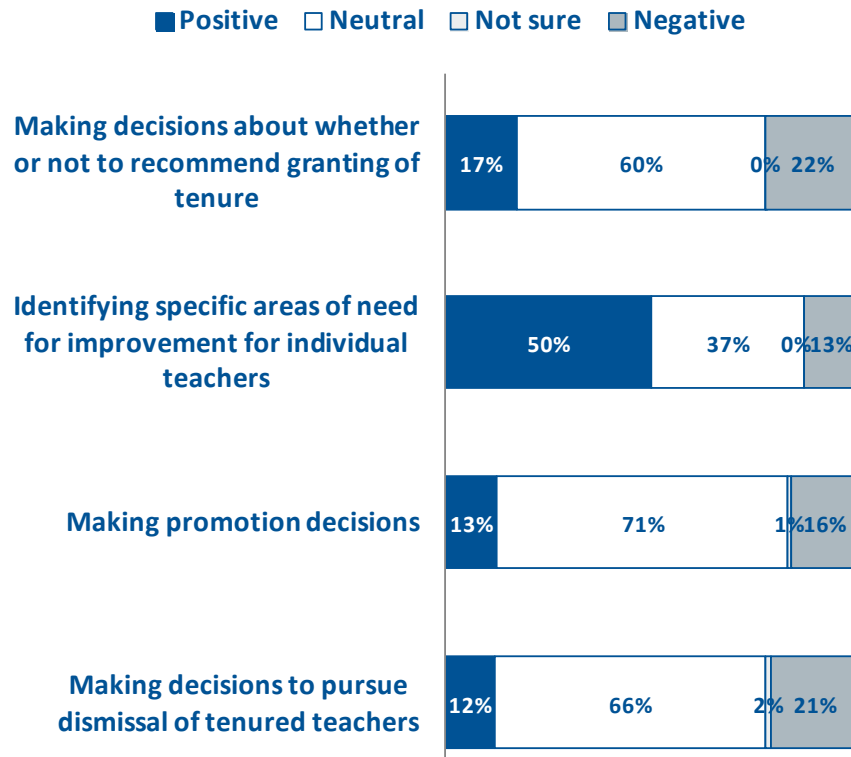 Positive Neutral Not sure Negative
Making decisions about whether
or not to recommend granting of
tenure
17% 60% 0% 22%
Identifying specific areas of need
for improvement for individual
teachers
50% 37% 0% 13%
Making promotion decisions
13% 71% 1% 16%
Making decisions to pursue
dismissal of tenured teachers
12% 66% 2% 21%